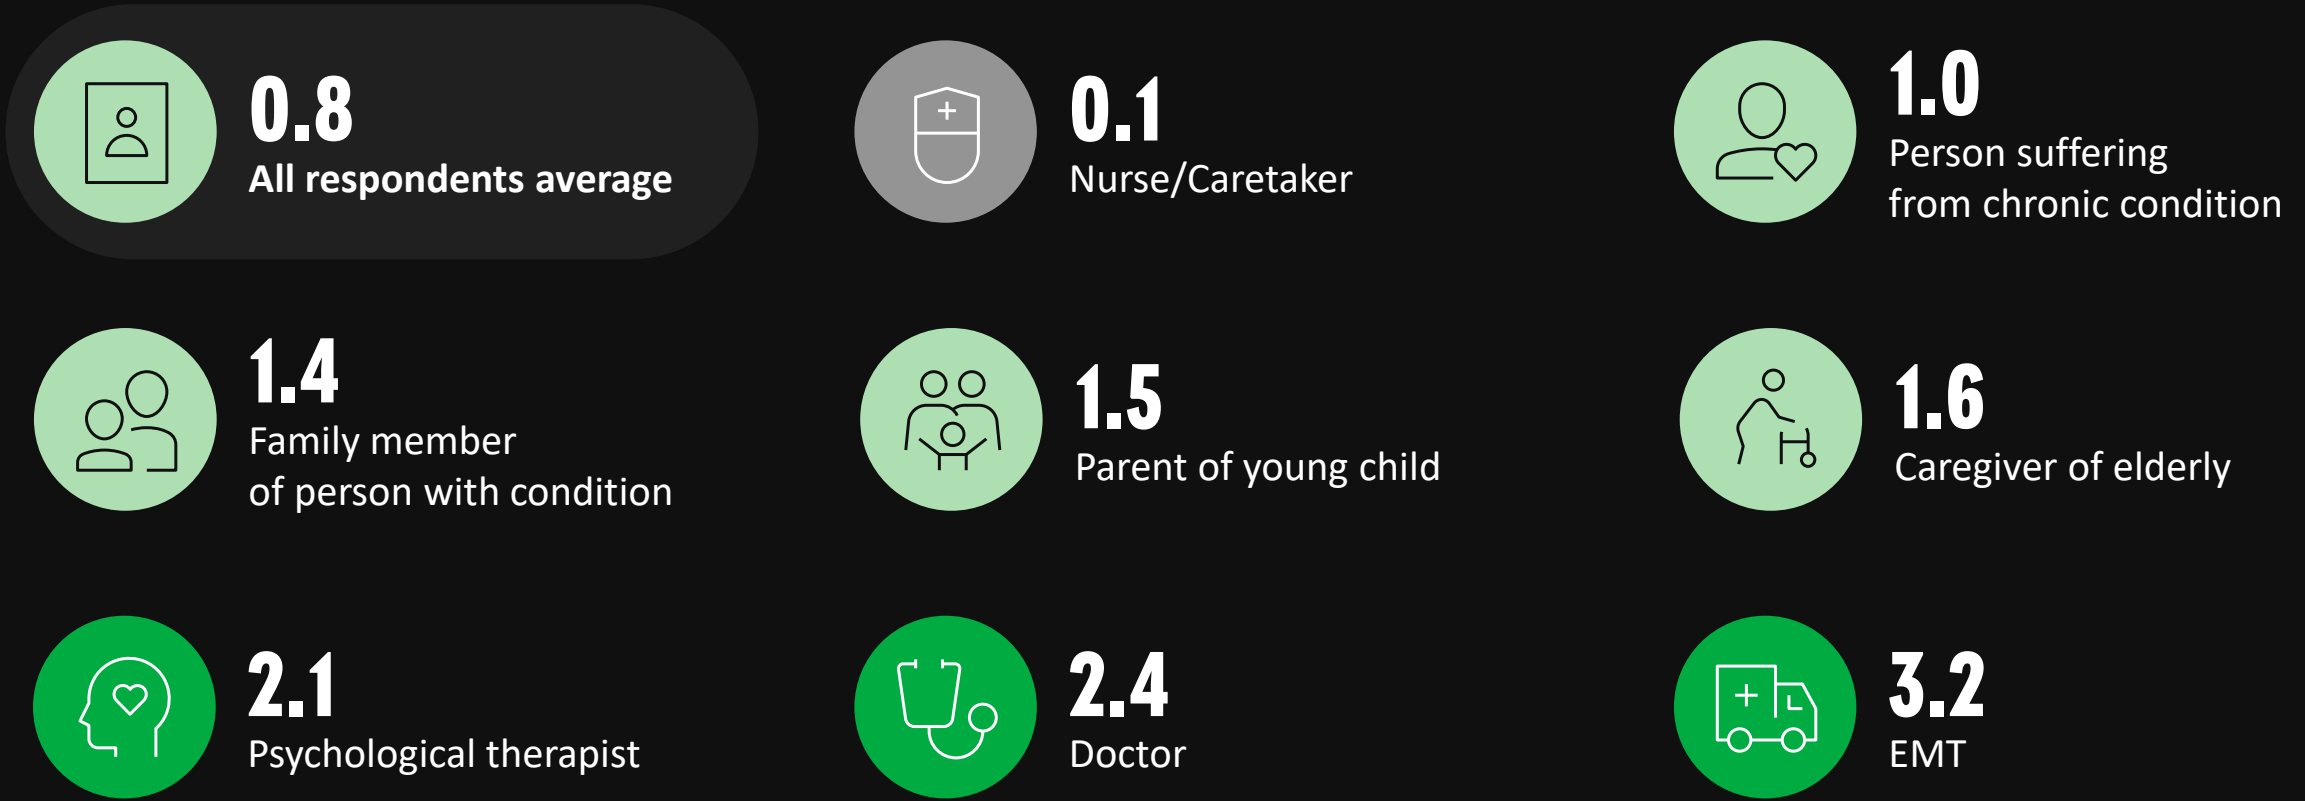 0.8
All respondents average
0.1
Nurse/Caretaker
1.0
Person suffering
from chronic condition
1.4
Family member
of person with condition
1.5
Parent of young child
1.6
Caregiver of elderly
2.1
Psychological therapist
2.4
Doctor
3.2
EMT